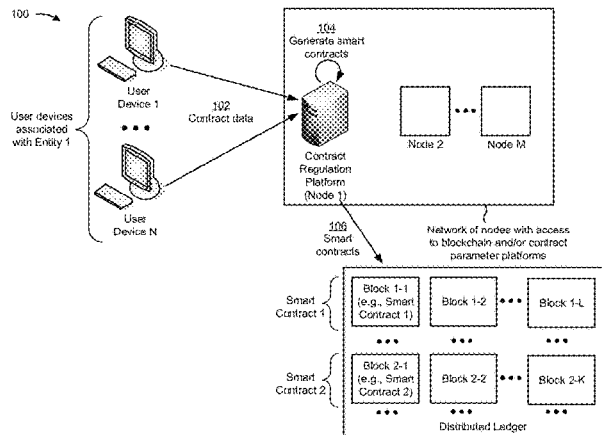 100
User devices
associated
with Entity 1
User
Device 1
User
Device N
102
Contract data
104
Generate smart
contracts
Contract
Regulation
Platform
(Node 1)
Node 2
Node M
Network of nodes with access
to blockchain and/or contract
parameter platforms
106
Smart
contracts
Smart
Contract 1
Block 1-1
(e.g., Smart
Contract 1)
Block 1-2
Block 1-L
Smart
Contract 2
Block 2-1
(e.g., Smart
Contract 2)
Block 2-2
Block 2-K
Distributed Ledger